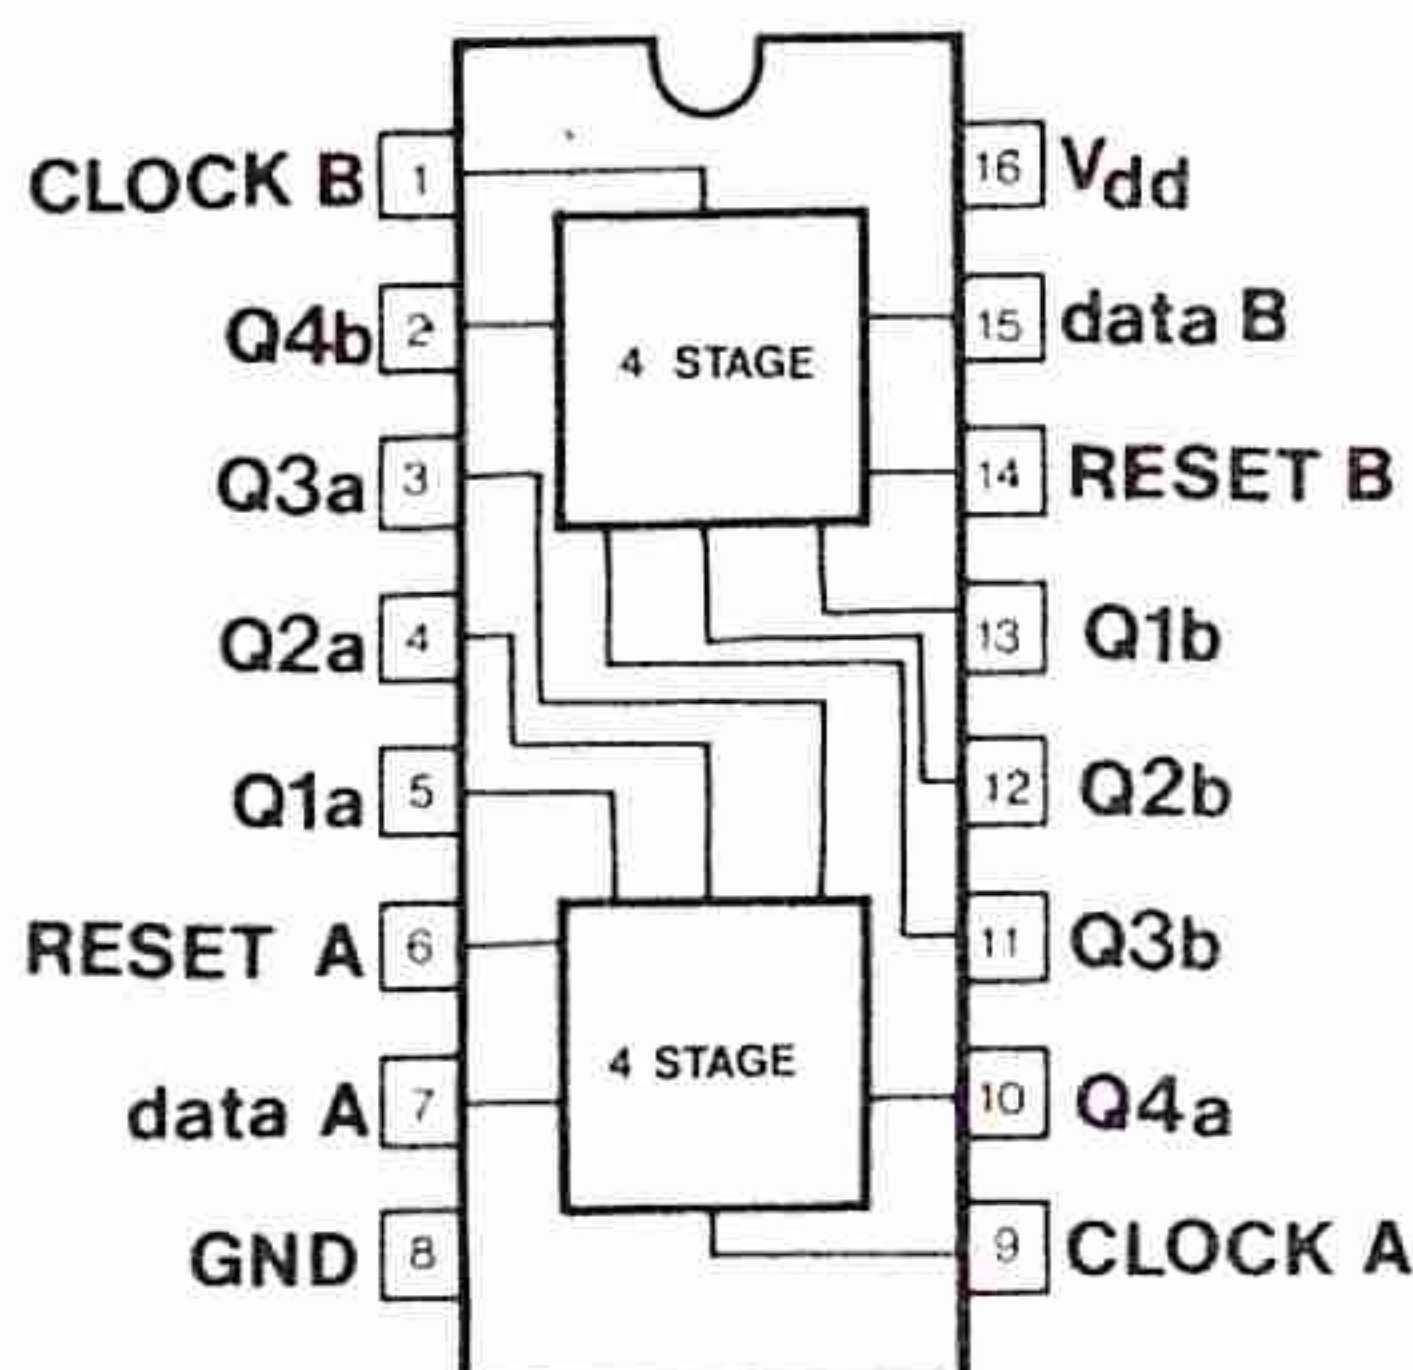 CLOCK B 1
16 Vdd
Q4b 2
15 data B
4 STAGE
Q3a 3
14 RESET B
Q2a 4
13 Q1b
Q1a 5
12 Q2b
RESET A 6
11 Q3b
4 STAGE
data A 7
10 Q4a
GND 8
9 CLOCK A